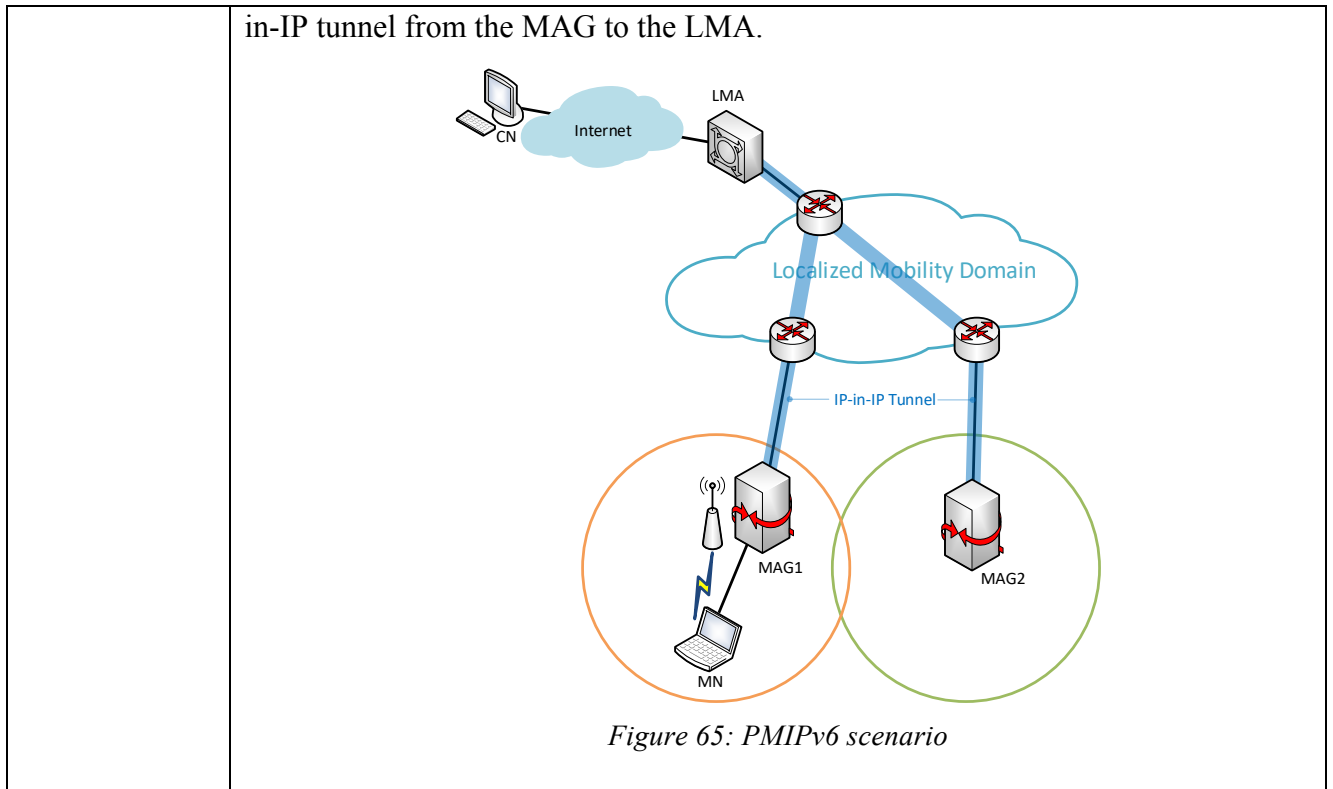 in-IP tunnel from the MAG to the LMA.
LMA
CN
Internet
Localized Mobility Domain
IP-in-IP Tunnel
MAG1
MAG2
MN
Figure 65: PMIPv6 scenario